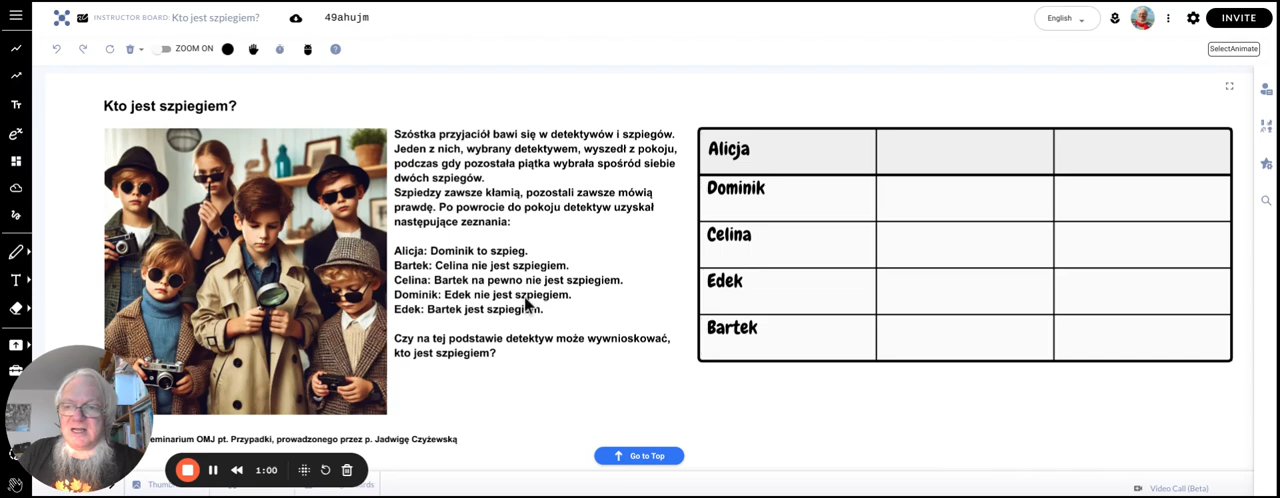 INSTRUCTOR BOARD: Kto jest szpiegiem?
49ahujm
English
INVITE
ZOOM ON
SelectAnimate
Kto jest szpiegiem?
Szóstka przyjaciół bawi się w detektywów i szpiegów.
Jeden z nich, wybrany detektywem, wyszedł z pokoju,
podczas gdy pozostała piątka wybrała spośród siebie
dwóch szpiegów.
Szpiedzy zawsze kłamią, pozostali zawsze mówią
prawdę. Po powrocie do pokoju detektyw uzyskał
następujące zeznania:
Alicja: Dominik to szpieg.
Bartek: Celina nie jest szpiegiem.
Celina: Bartek na pewno nie jest szpiegiem.
Dominik: Edek nie jest szpiegiem.
Edek: Bartek jest szpiegiem.
Czy na tej podstawie detektyw może wywnioskować,
kto jest szpiegiem?
Alicja
Dominik
Celina
Edek
Bartek
eminarium OMJ pt. Przypadki, prowadzonego przez p. Jadwigę Czyżewską
Go to Top
1:00
Video Call (Beta)